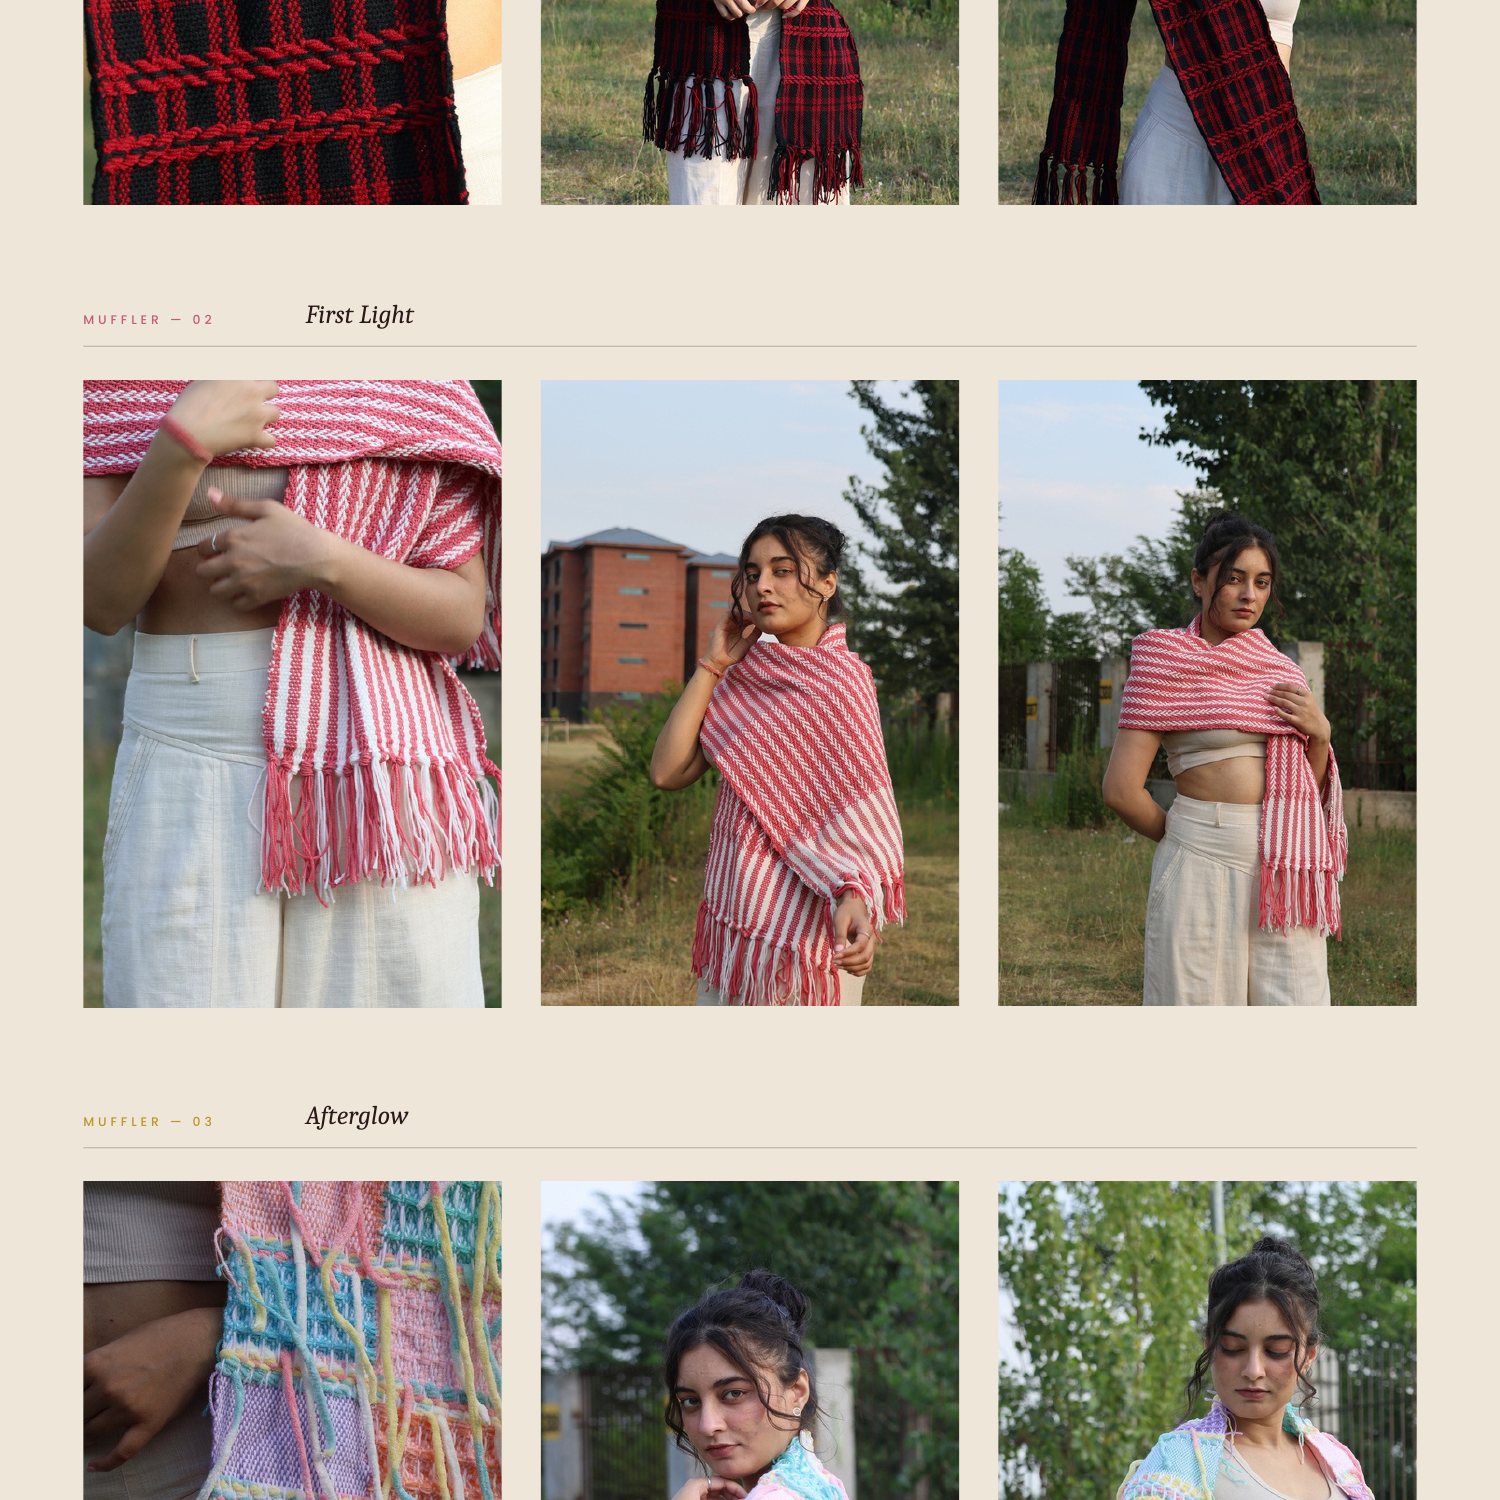 MUFFLER — 02
First Light
MUFFLER — 03
Afterglow